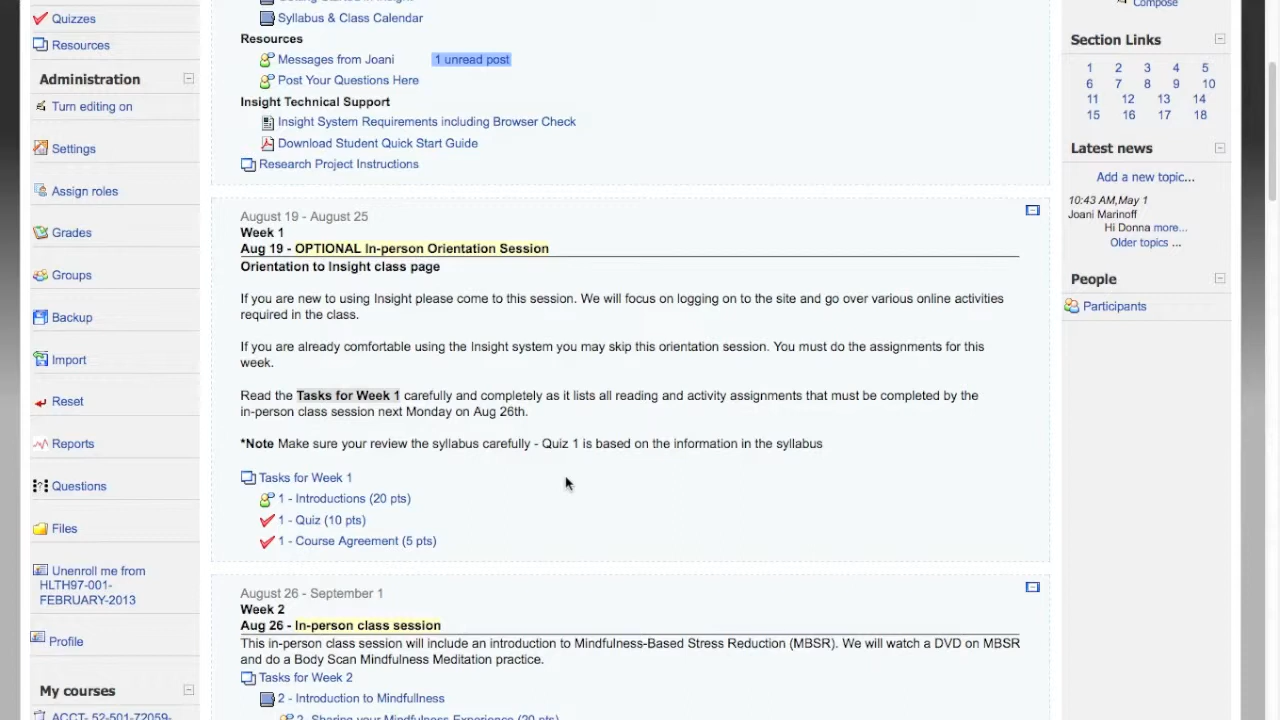 Quizzes
Resources
Administration
Turn editing on
Settings
Assign roles
Grades
Groups
Backup
Import
Reset
Reports
Questions
Files
Unenroll me from
HLTH97-001-
FEBRUARY-2013
Profile
My courses
ACCT- 52-501-72059-
Syllabus & Class Calendar
Resources
Messages from Joani 1 unread post
Post Your Questions Here
Insight Technical Support
Insight System Requirements including Browser Check
Download Student Quick Start Guide
Research Project Instructions
August 19 - August 25
Week 1
Aug 19 - OPTIONAL In-person Orientation Session
Orientation to Insight class page
If you are new to using Insight please come to this session. We will focus on logging on to the site and go over various online activities
required in the class.
If you are already comfortable using the Insight system you may skip this orientation session. You must do the assignments for this
week.
Read the Tasks for Week 1 carefully and completely as it lists all reading and activity assignments that must be completed by the
in-person class session next Monday on Aug 26th.
*Note Make sure your review the syllabus carefully - Quiz 1 is based on the information in the syllabus
Tasks for Week 1
1 - Introductions (20 pts)
1 - Quiz (10 pts)
1 - Course Agreement (5 pts)
August 26 - September 1
Week 2
Aug 26 - In-person class session
This in-person class session will include an introduction to Mindfulness-Based Stress Reduction (MBSR). We will watch a DVD on MBSR
and do a Body Scan Mindfulness Meditation practice.
Tasks for Week 2
2 - Introduction to Mindfullness
2- Sharing your Mindfulness Experience (20 pts)
Compose
Section Links
1 2 3 4 5
6 7 8 9 10
11 12 13 14
15 16 17 18
Latest news
Add a new topic...
10:43 AM,May 1
Joani Marinoff
Hi Donna more...
Older topics ...
People
Participants